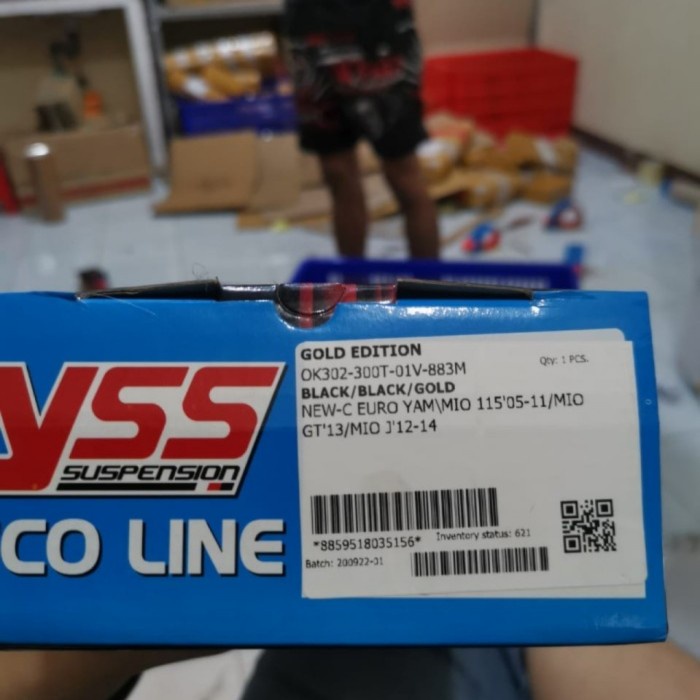 YSS
SUSPENSION
CO LINE
GOLD EDITION
OK302-300T-01V-883M
Qty: 1 PCS.
BLACK/BLACK/GOLD
NEW-C EURO YAM\MIO 115'05-11/MIO
GT'13/MIO J'12-14
*8859518035156*
Inventory status: 621
Batch: 200922-01